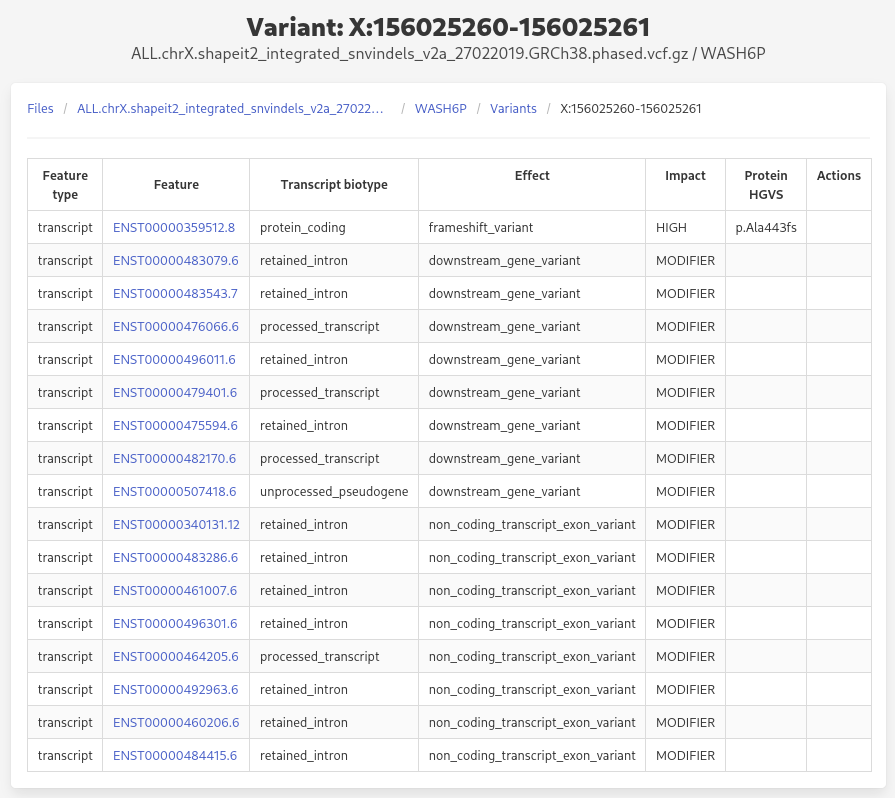 Variant: X:156025260-156025261
ALL.chrX.shapeit2_integrated_snvindels_v2a_27022019.GRCh38.phased.vcf.gz / WASH6P
Files / ALL.chrX.shapeit2_integrated_snvindels_v2a_27022... / WASH6P / Variants / X:156025260-156025261
Feature type Feature Transcript biotype Effect Impact Protein HGVS Actions
transcript ENST00000359512.8 protein_coding frameshift_variant HIGH p.Ala443fs
transcript ENST00000483079.6 retained_intron downstream_gene_variant MODIFIER
transcript ENST00000483543.7 retained_intron downstream_gene_variant MODIFIER
transcript ENST00000476066.6 processed_transcript downstream_gene_variant MODIFIER
transcript ENST00000496011.6 retained_intron downstream_gene_variant MODIFIER
transcript ENST00000479401.6 processed_transcript downstream_gene_variant MODIFIER
transcript ENST00000475594.6 retained_intron downstream_gene_variant MODIFIER
transcript ENST00000482170.6 processed_transcript downstream_gene_variant MODIFIER
transcript ENST00000507418.6 unprocessed_pseudogene downstream_gene_variant MODIFIER
transcript ENST00000340131.12 retained_intron non_coding_transcript_exon_variant MODIFIER
transcript ENST00000483286.6 retained_intron non_coding_transcript_exon_variant MODIFIER
transcript ENST00000461007.6 retained_intron non_coding_transcript_exon_variant MODIFIER
transcript ENST00000496301.6 retained_intron non_coding_transcript_exon_variant MODIFIER
transcript ENST00000464205.6 processed_transcript non_coding_transcript_exon_variant MODIFIER
transcript ENST00000492963.6 retained_intron non_coding_transcript_exon_variant MODIFIER
transcript ENST00000460206.6 retained_intron non_coding_transcript_exon_variant MODIFIER
transcript ENST00000484415.6 retained_intron non_coding_transcript_exon_variant MODIFIER